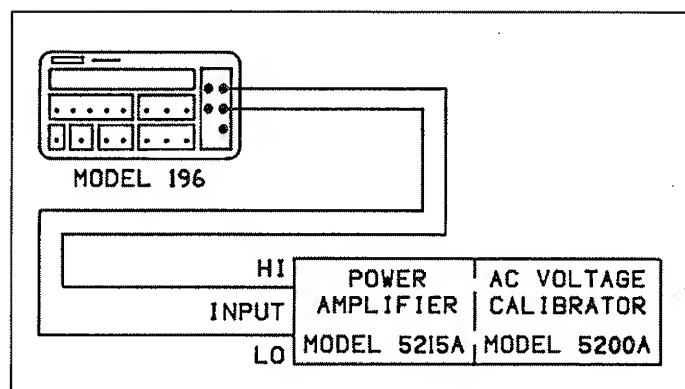 MODEL 196
HI
INPUT
LO
POWER
AMPLIFIER
MODEL 5215A
AC VOLTAGE
CALIBRATOR
MODEL 5200A